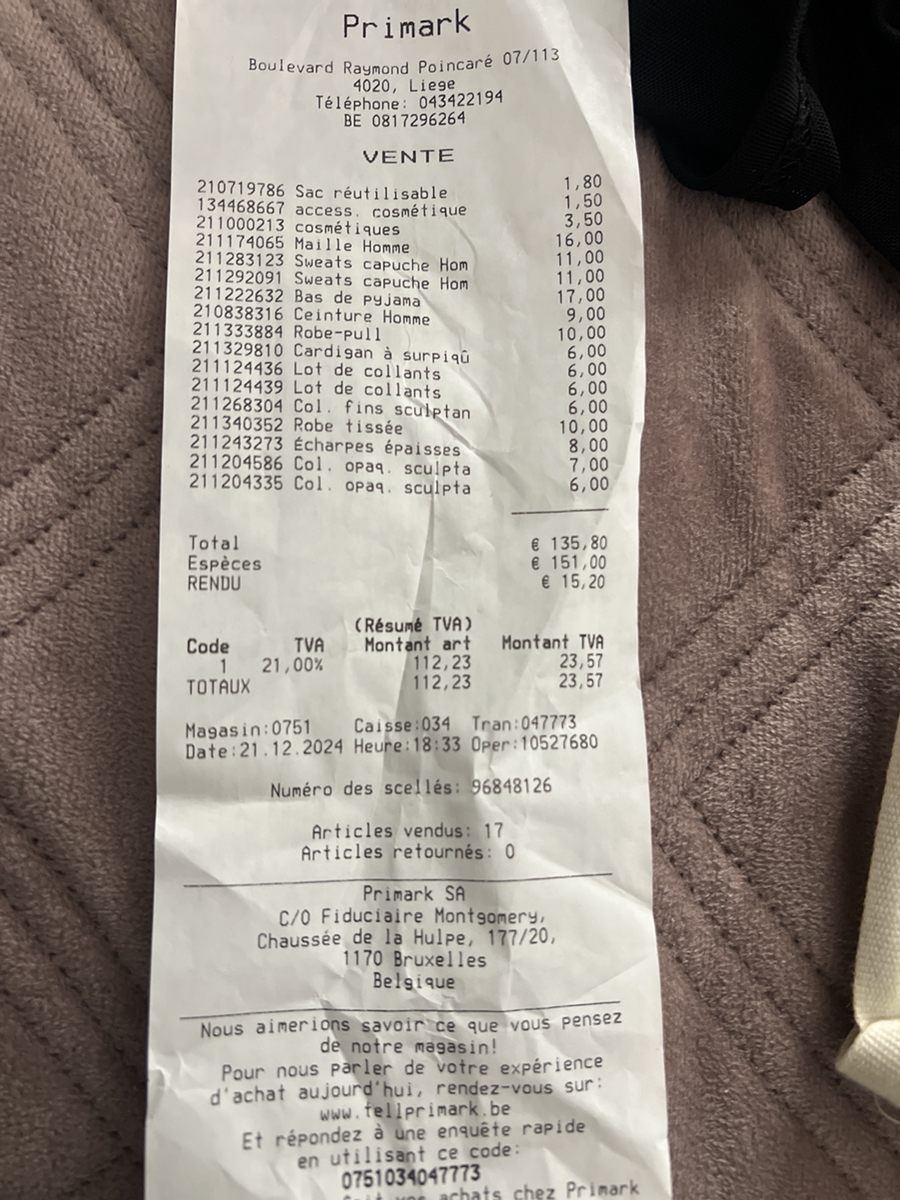 Primark
Boulevard Raymond Poincaré 07/113
4020, Liege
Téléphone: 043422194
BE 0817296264
VENTE
210719786 Sac réutilisable 1,80
134468667 access. cosmétique 1,50
211000213 cosmétiques 3,50
211174065 Maille Homme 16,00
211283123 Sweats capuche Hom 11,00
211292091 Sweats capuche Hom 11,00
211222632 Bas de pyjama 17,00
210838316 Ceinture Homme 9,00
211333884 Robe-pull 10,00
211329810 Cardigan à surpiqû 6,00
211124436 Lot de collants 6,00
211124439 Lot de collants 6,00
211268304 Col. fins sculptan 6,00
211340352 Robe tissée 10,00
211243273 Écharpes épaisses 8,00
211204586 Col. opaq. sculpta 7,00
211204335 Col. opaq. sculpta 6,00
Total € 135,80
Espèces € 151,00
RENDU € 15,20
(Résumé TVA)
Code TVA Montant art Montant TVA
1 21,00% 112,23 23,57
TOTAUX 112,23 23,57
Magasin:0751 Caisse:034 Tran:047773
Date:21.12.2024 Heure:18:33 Oper:10527680
Numéro des scellés: 96848126
Articles vendus: 17
Articles retournés: 0
Primark SA
C/O Fiduciaire Montgomery,
Chaussée de la Hulpe, 177/20,
1170 Bruxelles
Belgique
Nous aimerions savoir ce que vous pensez
de notre magasin!
Pour nous parler de votre expérience
d'achat aujourd'hui, rendez-vous sur:
www.tellprimark.be
Et répondez à une enquête rapide
en utilisant ce code:
0751034047773
vos achats chez Primark